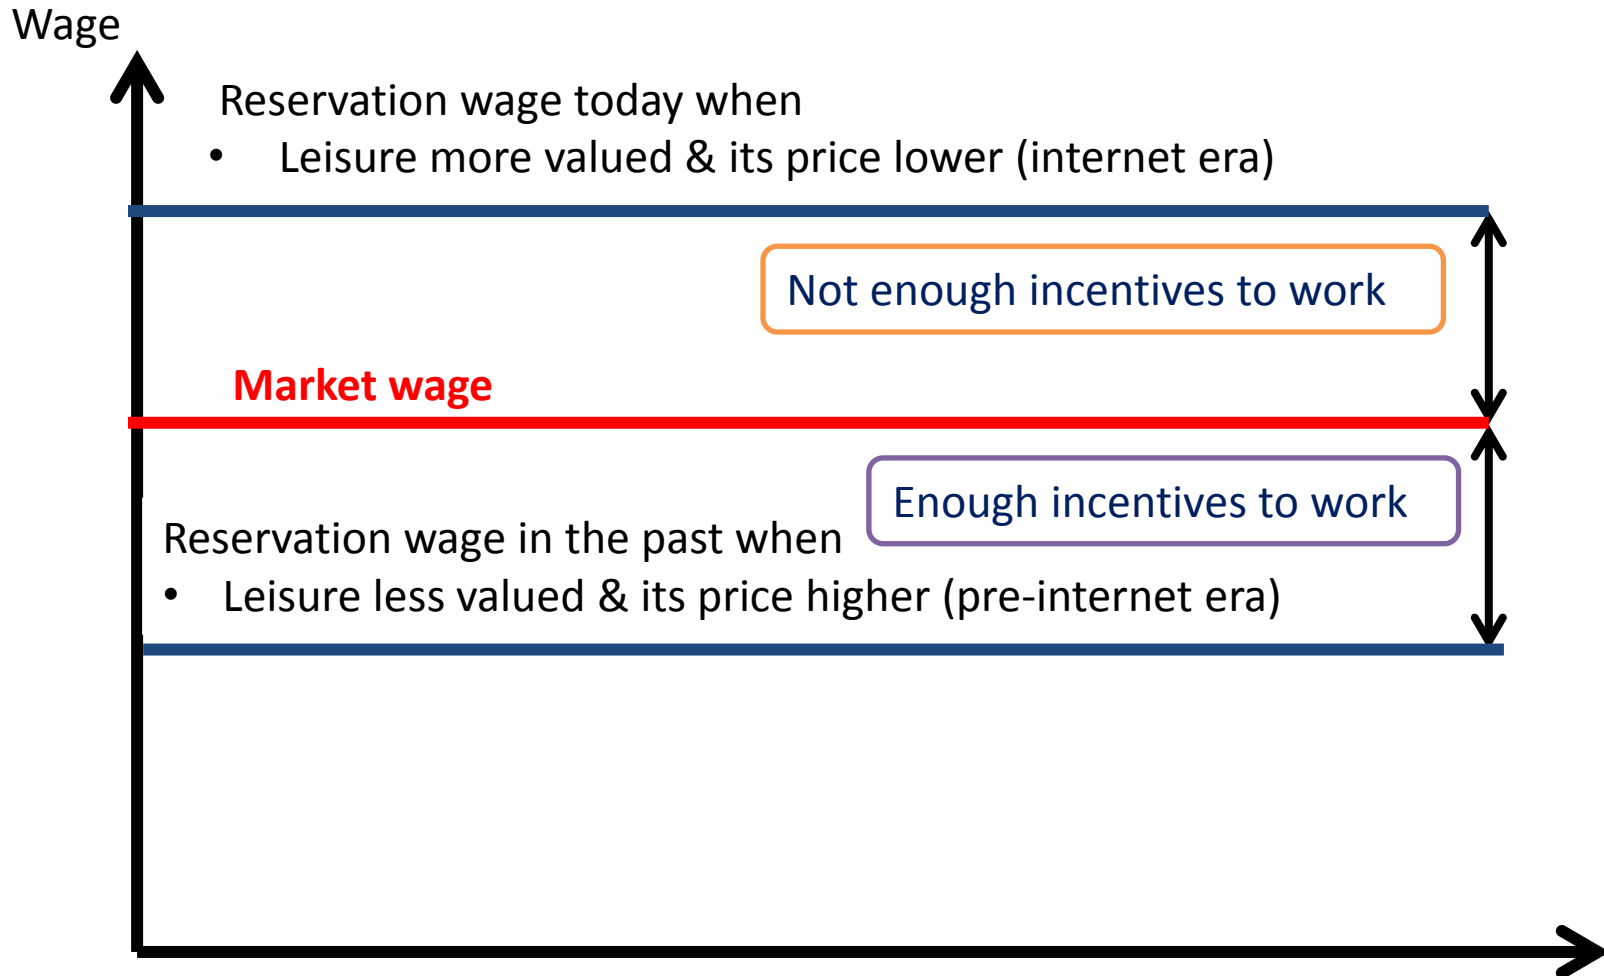 Wage
Reservation wage today when
• Leisure more valued & its price lower (internet era)
Not enough incentives to work
Market wage
Enough incentives to work
Reservation wage in the past when
• Leisure less valued & its price higher (pre-internet era)